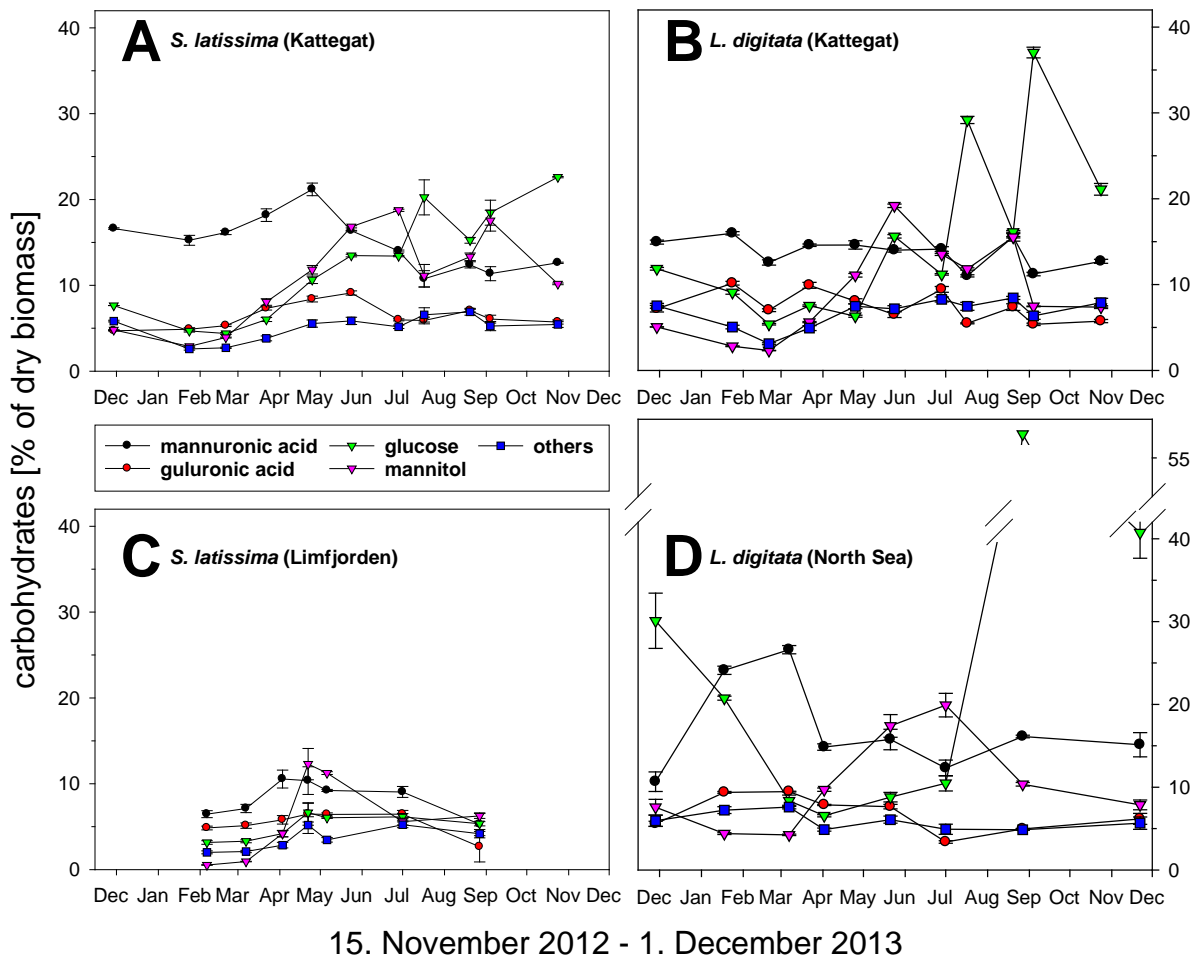 A S. latissima (Kattegat)
B L. digitata (Kattegat)
40
30
20
10
0
40
30
20
10
0
Dec Jan Feb Mar Apr May Jun Jul Aug Sep Oct Nov Dec
Dec Jan Feb Mar Apr May Jun Jul Aug Sep Oct Nov Dec
carbohydrates [% of dry biomass]
mannuronic acid glucose others
guluronic acid mannitol
55
C S. latissima (Limfjorden)
D L. digitata (North Sea)
40
30
20
10
0
40
30
20
10
0
Dec Jan Feb Mar Apr May Jun Jul Aug Sep Oct Nov Dec
Dec Jan Feb Mar Apr May Jun Jul Aug Sep Oct Nov Dec
15. November 2012 - 1. December 2013